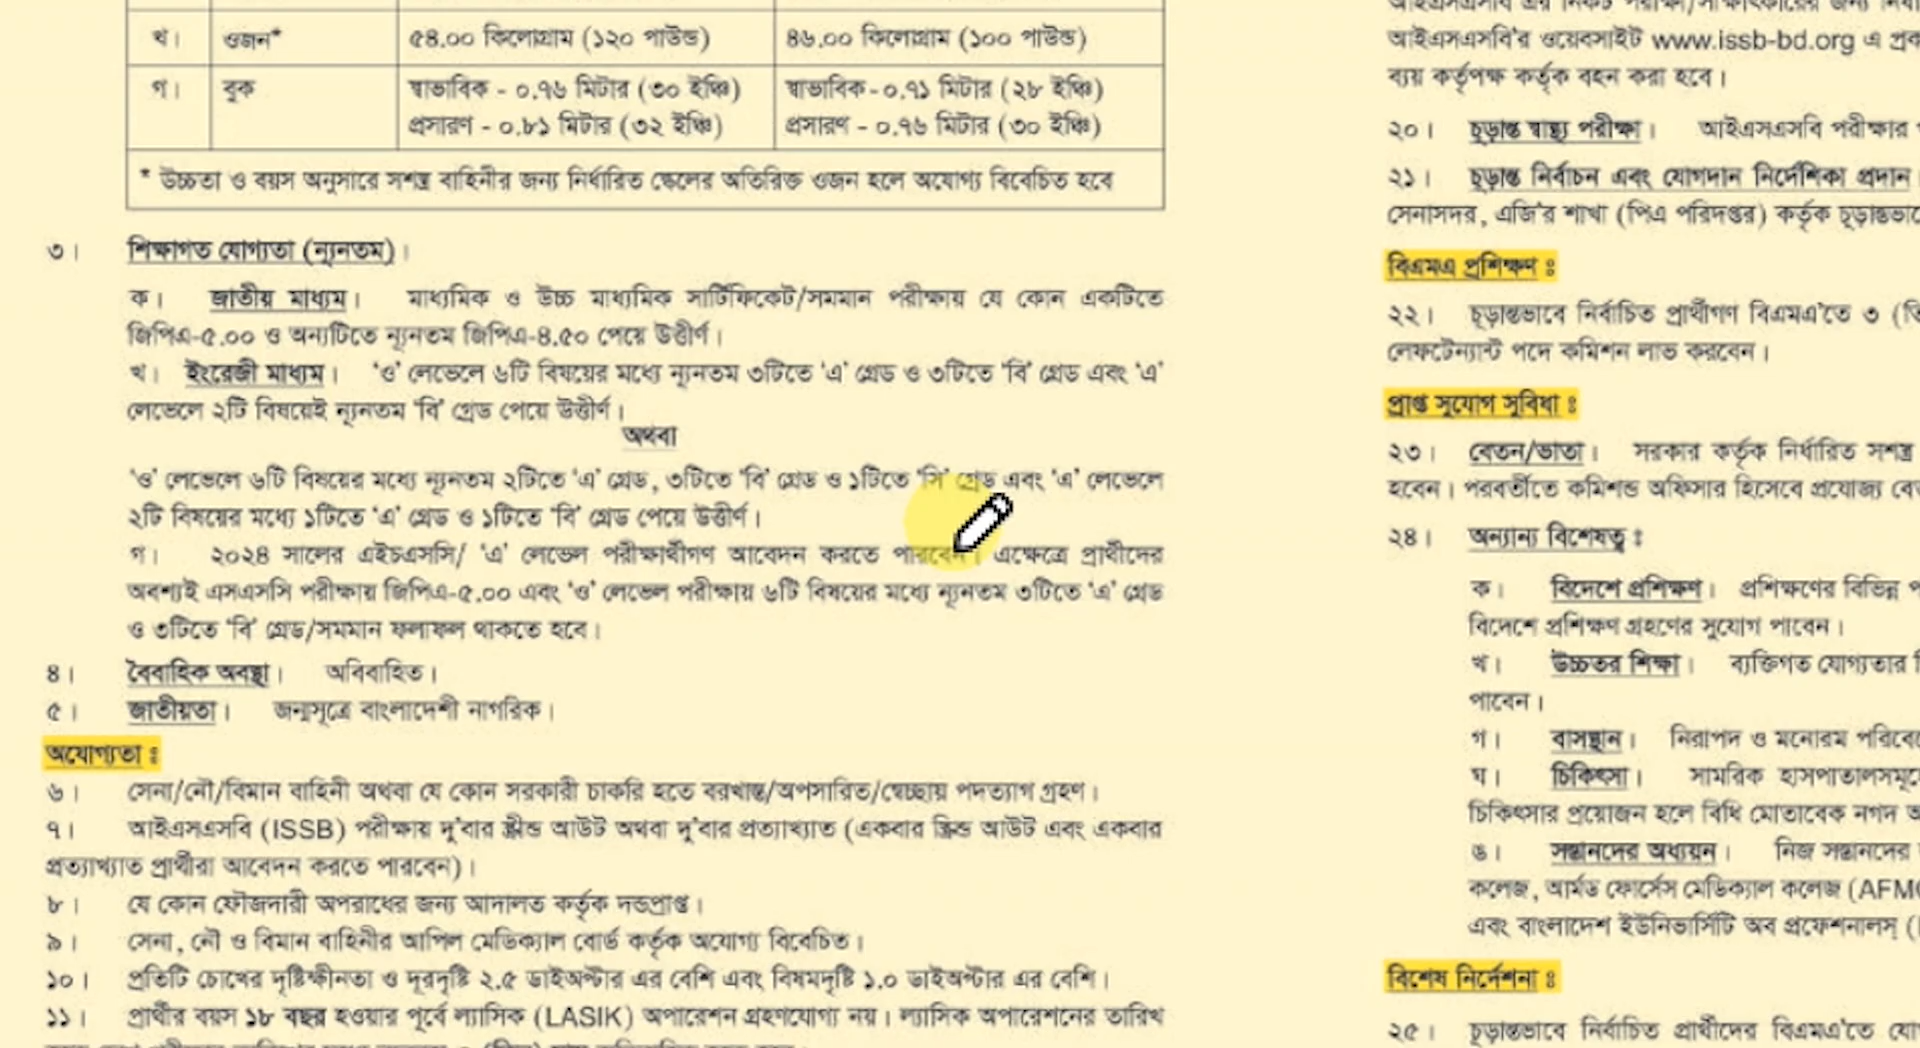 খ। ওজন* ৫৪.০০ কিলোগ্রাম (১২০ পাউন্ড) ৪৬.০০ কিলোগ্রাম (১০০ পাউন্ড)
গ। বুক স্বাভাবিক - ০.৭৬ মিটার (৩০ ইঞ্চি) স্বাভাবিক - ০.৭১ মিটার (২৮ ইঞ্চি)
প্রসারণ - ০.৮১ মিটার (৩২ ইঞ্চি) প্রসারণ - ০.৭৬ মিটার (৩০ ইঞ্চি)
* উচ্চতা ও বয়স অনুসারে সশস্ত্র বাহিনীর জন্য নির্ধারিত স্কেলের অতিরিক্ত ওজন হলে অযোগ্য বিবেচিত হবে
৩। শিক্ষাগত যোগ্যতা (ন্যূনতম)।
ক। জাতীয় মাধ্যম। মাধ্যমিক ও উচ্চ মাধ্যমিক সার্টিফিকেট/সমমান পরীক্ষায় যে কোন একটিতে
জিপিএ-৫.০০ ও অন্যটিতে ন্যূনতম জিপিএ-৪.৫০ পেয়ে উত্তীর্ণ।
খ। ইংরেজী মাধ্যম। ‘ও’ লেভেলে ৬টি বিষয়ের মধ্যে ন্যূনতম ৩টিতে ‘এ’ গ্রেড ও ৩টিতে ‘বি’ গ্রেড এবং ‘এ’
লেভেলে ২টি বিষয়েই ন্যূনতম ‘বি’ গ্রেড পেয়ে উত্তীর্ণ।
অথবা
‘ও’ লেভেলে ৬টি বিষয়ের মধ্যে ন্যূনতম ২টিতে ‘এ’ গ্রেড, ৩টিতে ‘বি’ গ্রেড ও ১টিতে ‘সি’ গ্রেড এবং ‘এ’ লেভেলে
২টি বিষয়ের মধ্যে ১টিতে ‘এ’ গ্রেড ও ১টিতে ‘বি’ গ্রেড পেয়ে উত্তীর্ণ।
গ। ২০২৪ সালের এইচএসসি/ ‘এ’ লেভেল পরীক্ষার্থীগণ আবেদন করতে পারবেন। এক্ষেত্রে প্রার্থীদের
অবশ্যই এসএসসি পরীক্ষায় জিপিএ-৫.০০ এবং ‘ও’ লেভেল পরীক্ষায় ৬টি বিষয়ের মধ্যে ন্যূনতম ৩টিতে ‘এ’ গ্রেড
ও ৩টিতে ‘বি’ গ্রেড/সমমান ফলাফল থাকতে হবে।
৪। বৈবাহিক অবস্থা। অবিবাহিত।
৫। জাতীয়তা। জন্মসূত্রে বাংলাদেশী নাগরিক।
অযোগ্যতা ঃ
৬। সেনা/নৌ/বিমান বাহিনী অথবা যে কোন সরকারী চাকরি হতে বরখাস্ত/অপসারিত/স্বেচ্ছায় পদত্যাগ গ্রহণ।
৭। আইএসএসবি (ISSB) পরীক্ষায় দু'বার স্ক্রীন্ড আউট অথবা দু'বার প্রত্যাখ্যাত (একবার স্ক্রিন্ড আউট এবং একবার
প্রত্যাখ্যাত প্রার্থীরা আবেদন করতে পারবেন)।
৮। যে কোন ফৌজদারী অপরাধের জন্য আদালত কর্তৃক দন্ডপ্রাপ্ত।
৯। সেনা, নৌ ও বিমান বাহিনীর আপিল মেডিক্যাল বোর্ড কর্তৃক অযোগ্য বিবেচিত।
১০। প্রতিটি চোখের দৃষ্টিক্ষীনতা ও দূরদৃষ্টি ২.৫ ডাইঅপ্টার এর বেশি এবং বিষমদৃষ্টি ১.০ ডাইঅপ্টার এর বেশি।
১১। প্রার্থীর বয়স ১৮ বছর হওয়ার পূর্বে ল্যাসিক (LASIK) অপারেশন গ্রহণযোগ্য নয়। ল্যাসিক অপারেশনের তারিখ
আইএসএসবি এর নিকট পরীক্ষা/সাক্ষাৎকারের জন্য
আইএসএসবি'র ওয়েবসাইট www.issb-bd.org এ
ব্যয় কর্তৃপক্ষ কর্তৃক বহন করা হবে।
২০। চূড়ান্ত স্বাস্থ্য পরীক্ষা। আইএসএসবি পরীক্ষার
২১। চূড়ান্ত নির্বাচন এবং যোগদান নির্দেশিকা প্রদান
সেনাসদর, এজি'র শাখা (পিএ পরিদপ্তর) কর্তৃক
বিএমএ প্রশিক্ষণ ঃ
২২। চূড়ান্তভাবে নির্বাচিত প্রার্থীগণ বিএমএ'তে ৩
লেফটেন্যান্ট পদে কমিশন লাভ করবেন।
প্রাপ্ত সুযোগ সুবিধা ঃ
২৩। বেতন/ভাতা। সরকার কর্তৃক নির্ধারিত সশস্ত্র
হবেন। পরবর্তীতে কমিশন্ড অফিসার হিসেবে প্রযোজ্য
২৪। অন্যান্য বিশেষত্ব ঃ
ক। বিদেশে প্রশিক্ষণ। প্রশিক্ষণের বিভিন্ন
বিদেশে প্রশিক্ষণ গ্রহণের সুযোগ পাবেন।
খ। উচ্চতর শিক্ষা। ব্যক্তিগত যোগ্যতার
পাবেন।
গ। বাসস্থান। নিরাপদ ও মনোরম
ঘ। চিকিৎসা। সামরিক
চিকিৎসার প্রয়োজন হলে বিধি মোতাবেক নগদ
ঙ। সন্তানদের অধ্যয়ন। নিজ সন্তানদের
কলেজ, আর্মড ফোর্সেস মেডিক্যাল কলেজ (AFMC
এবং বাংলাদেশ ইউনিভার্সিটি অব প্রফেশনালস্
বিশেষ নির্দেশনা ঃ
২৫। চূড়ান্তভাবে নির্বাচিত প্রার্থীদের বিএমএ'তে